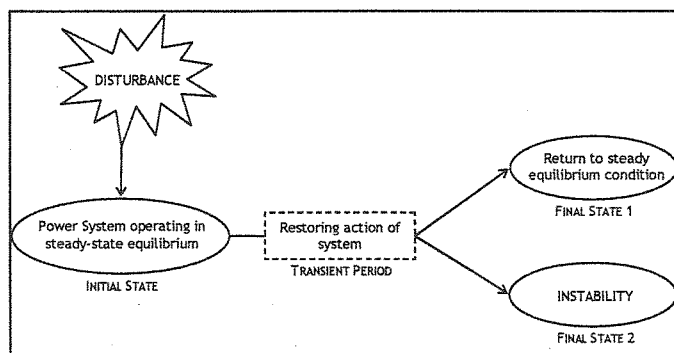 DISTURBANCE
Power System operating in
steady-state equilibrium
INITIAL STATE
Restoring action of
system
TRANSIENT PERIOD
Return to steady
equilibrium condition
FINAL STATE 1
INSTABILITY
FINAL STATE 2